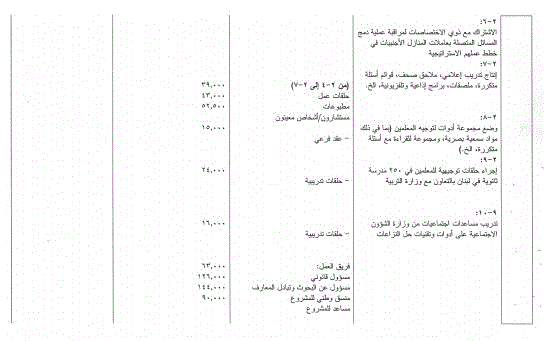 ٢-٦:
الاشتراك مع ذوي الاختصاصات لمراقبة عملية دمج
المسائل المتصلة بعاملات المنازل الأجنبيات في
خطط عملهم الاستراتيجية
٢-٧:
إنتاج تدريب إعلامي، ملاحق صحف، قوائم أسئلة
متكررة، ملصقات، برامج إذاعية وتلفزيونية، الخ.
(من ٢-٤ إلى ٢-٧) ٣٩,٠٠٠
حلقات عمل ٤٣,٠٠٠
مطبوعات ٥٢,٥٠٠
مستشارون/أشخاص معينون
٢-٨:
وضع مجموعة أدوات لتوجيه المعلمين (بما في ذلك
مواد سمعية بصرية، ومجموعة للقراءة مع أسئلة
متكررة، الخ.)
- عقد فرعي ١٥,٠٠٠
٢-٩:
إجراء حلقات توجيهية للمعلمين في ٢٥٠ مدرسة
ثانوية في لبنان بالتعاون مع وزارة التربية
- حلقات تدريبية ٢٤,٠٠٠
٢-١٠:
تدريب مساعدات اجتماعيات من وزارة الشؤون
الاجتماعية على أدوات وتقنيات حل النزاعات
- حلقات تدريبية ١٦,٠٠٠
فريق العمل: ٦٣,٠٠٠
مسؤول قانوني ١٢٦,٠٠٠
مسؤول عن البحوث وتبادل المعارف ١٤٤,٠٠٠
منسق وطني للمشروع ٩٠,٠٠٠
مساعد للمشروع